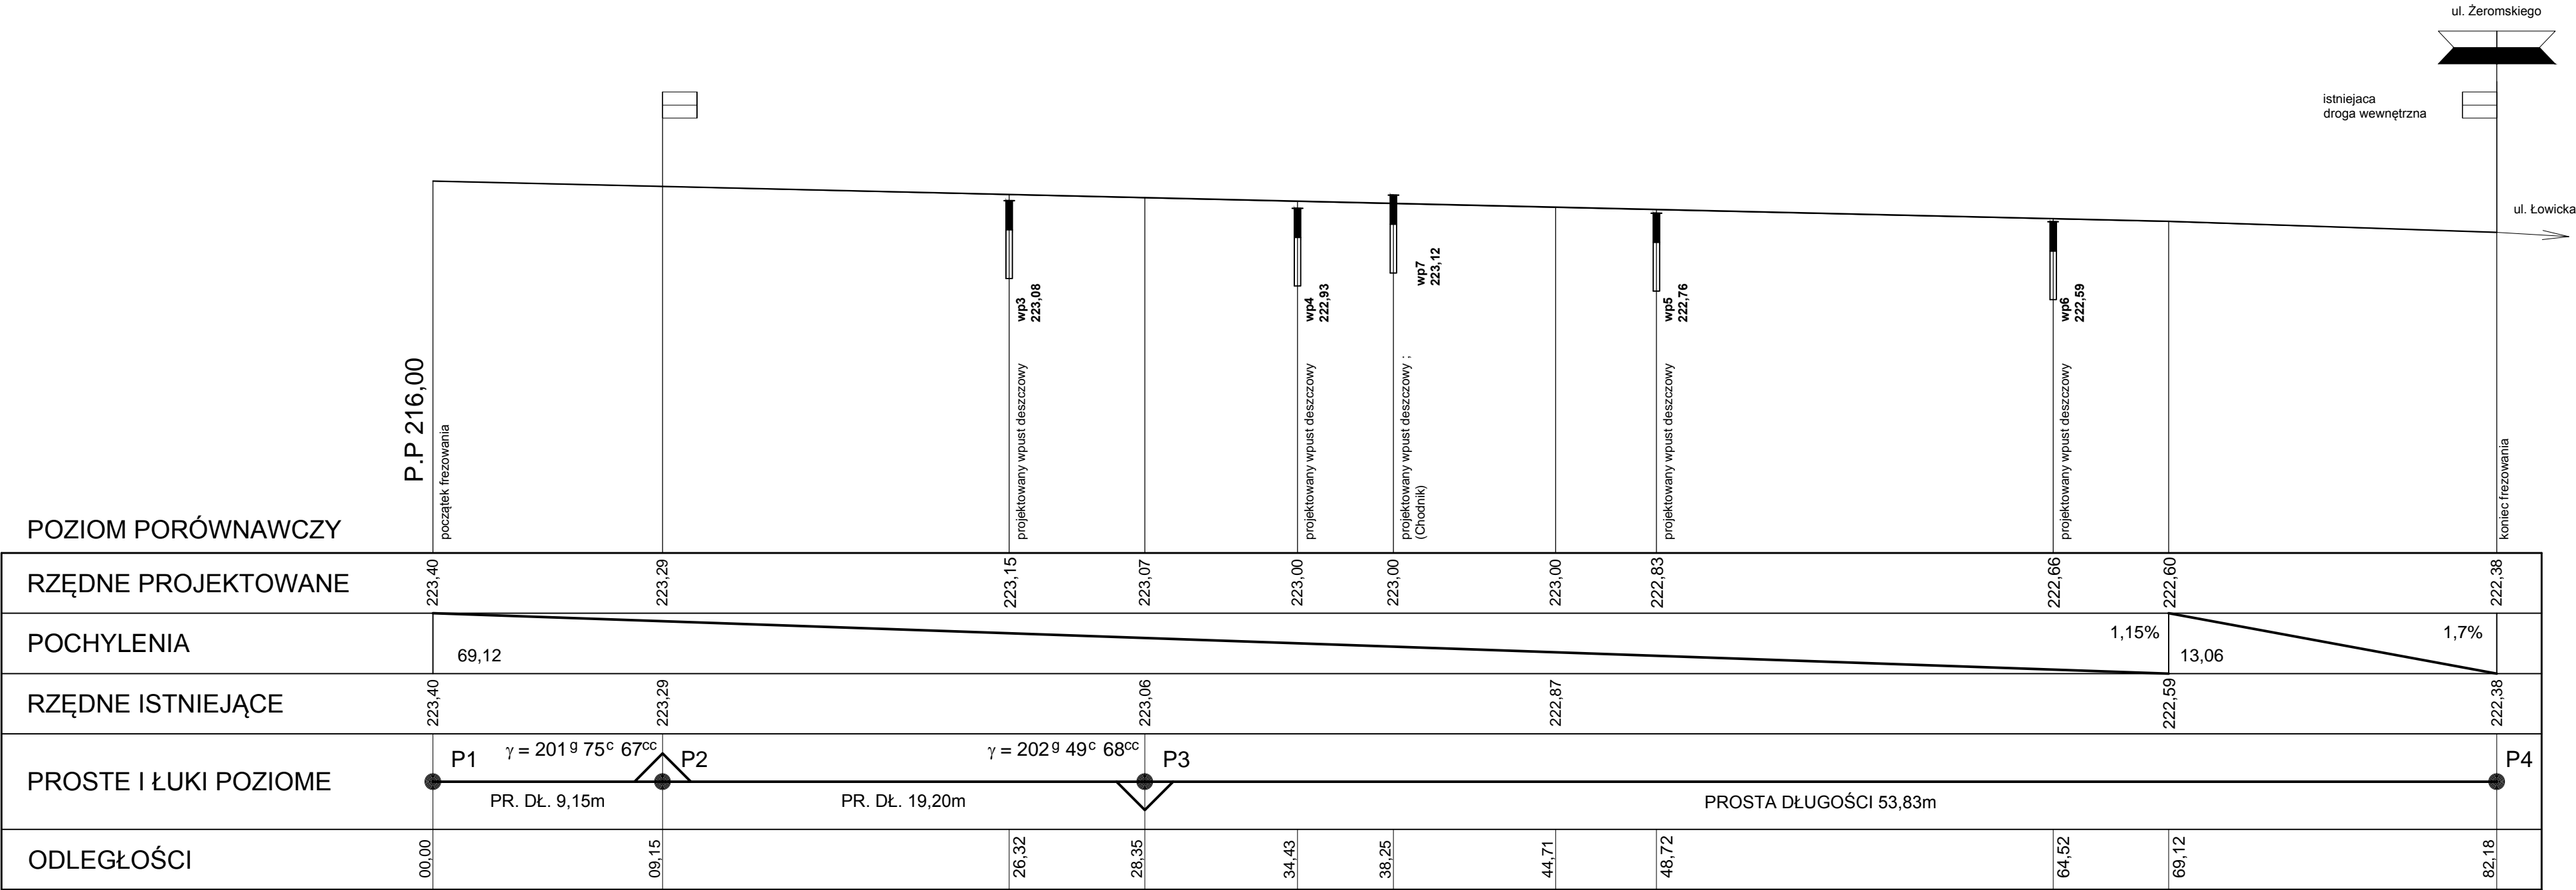 ul. Żeromskiego
istniejaca
droga wewnętrzna
ul. Łowicka
wp3
223,08
wp4
222,93
wp7
223,12
wp5
222,76
wp6
222,59
P.P 216,00
początek frezowania
projektowany wpust deszczowy
projektowany wpust deszczowy
projektowany wpust deszczowy ;
(Chodnik)
projektowany wpust deszczowy
projektowany wpust deszczowy
koniec frezowania
POZIOM PORÓWNAWCZY
RZĘDNE PROJEKTOWANE
223,40 223,29 223,15 223,07 223,00 223,00 223,00 222,83 222,66 222,60 222,38
POCHYLENIA
69,12 1,15% 13,06 1,7%
RZĘDNE ISTNIEJĄCE
223,40 223,29 223,06 222,87 222,59 222,38
PROSTE I ŁUKI POZIOME
P1 γ = 201g 75c 67cc P2 γ = 202g 49c 68cc P3 P4
PR. DŁ. 9,15m PR. DŁ. 19,20m PROSTA DŁUGOŚCI 53,83m
ODLEGŁOŚCI
00,00 09,15 26,32 28,35 34,43 38,25 44,71 48,72 64,52 69,12 82,18